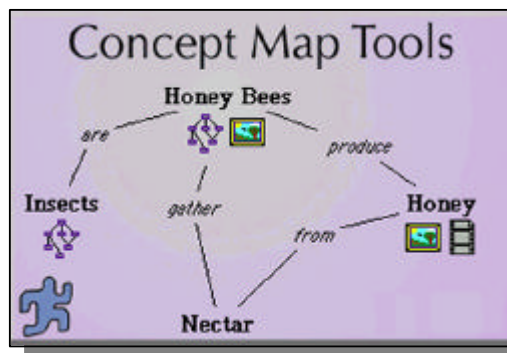 Concept Map Tools
Honey Bees
are
produce
Insects
gather
Honey
from
Nectar